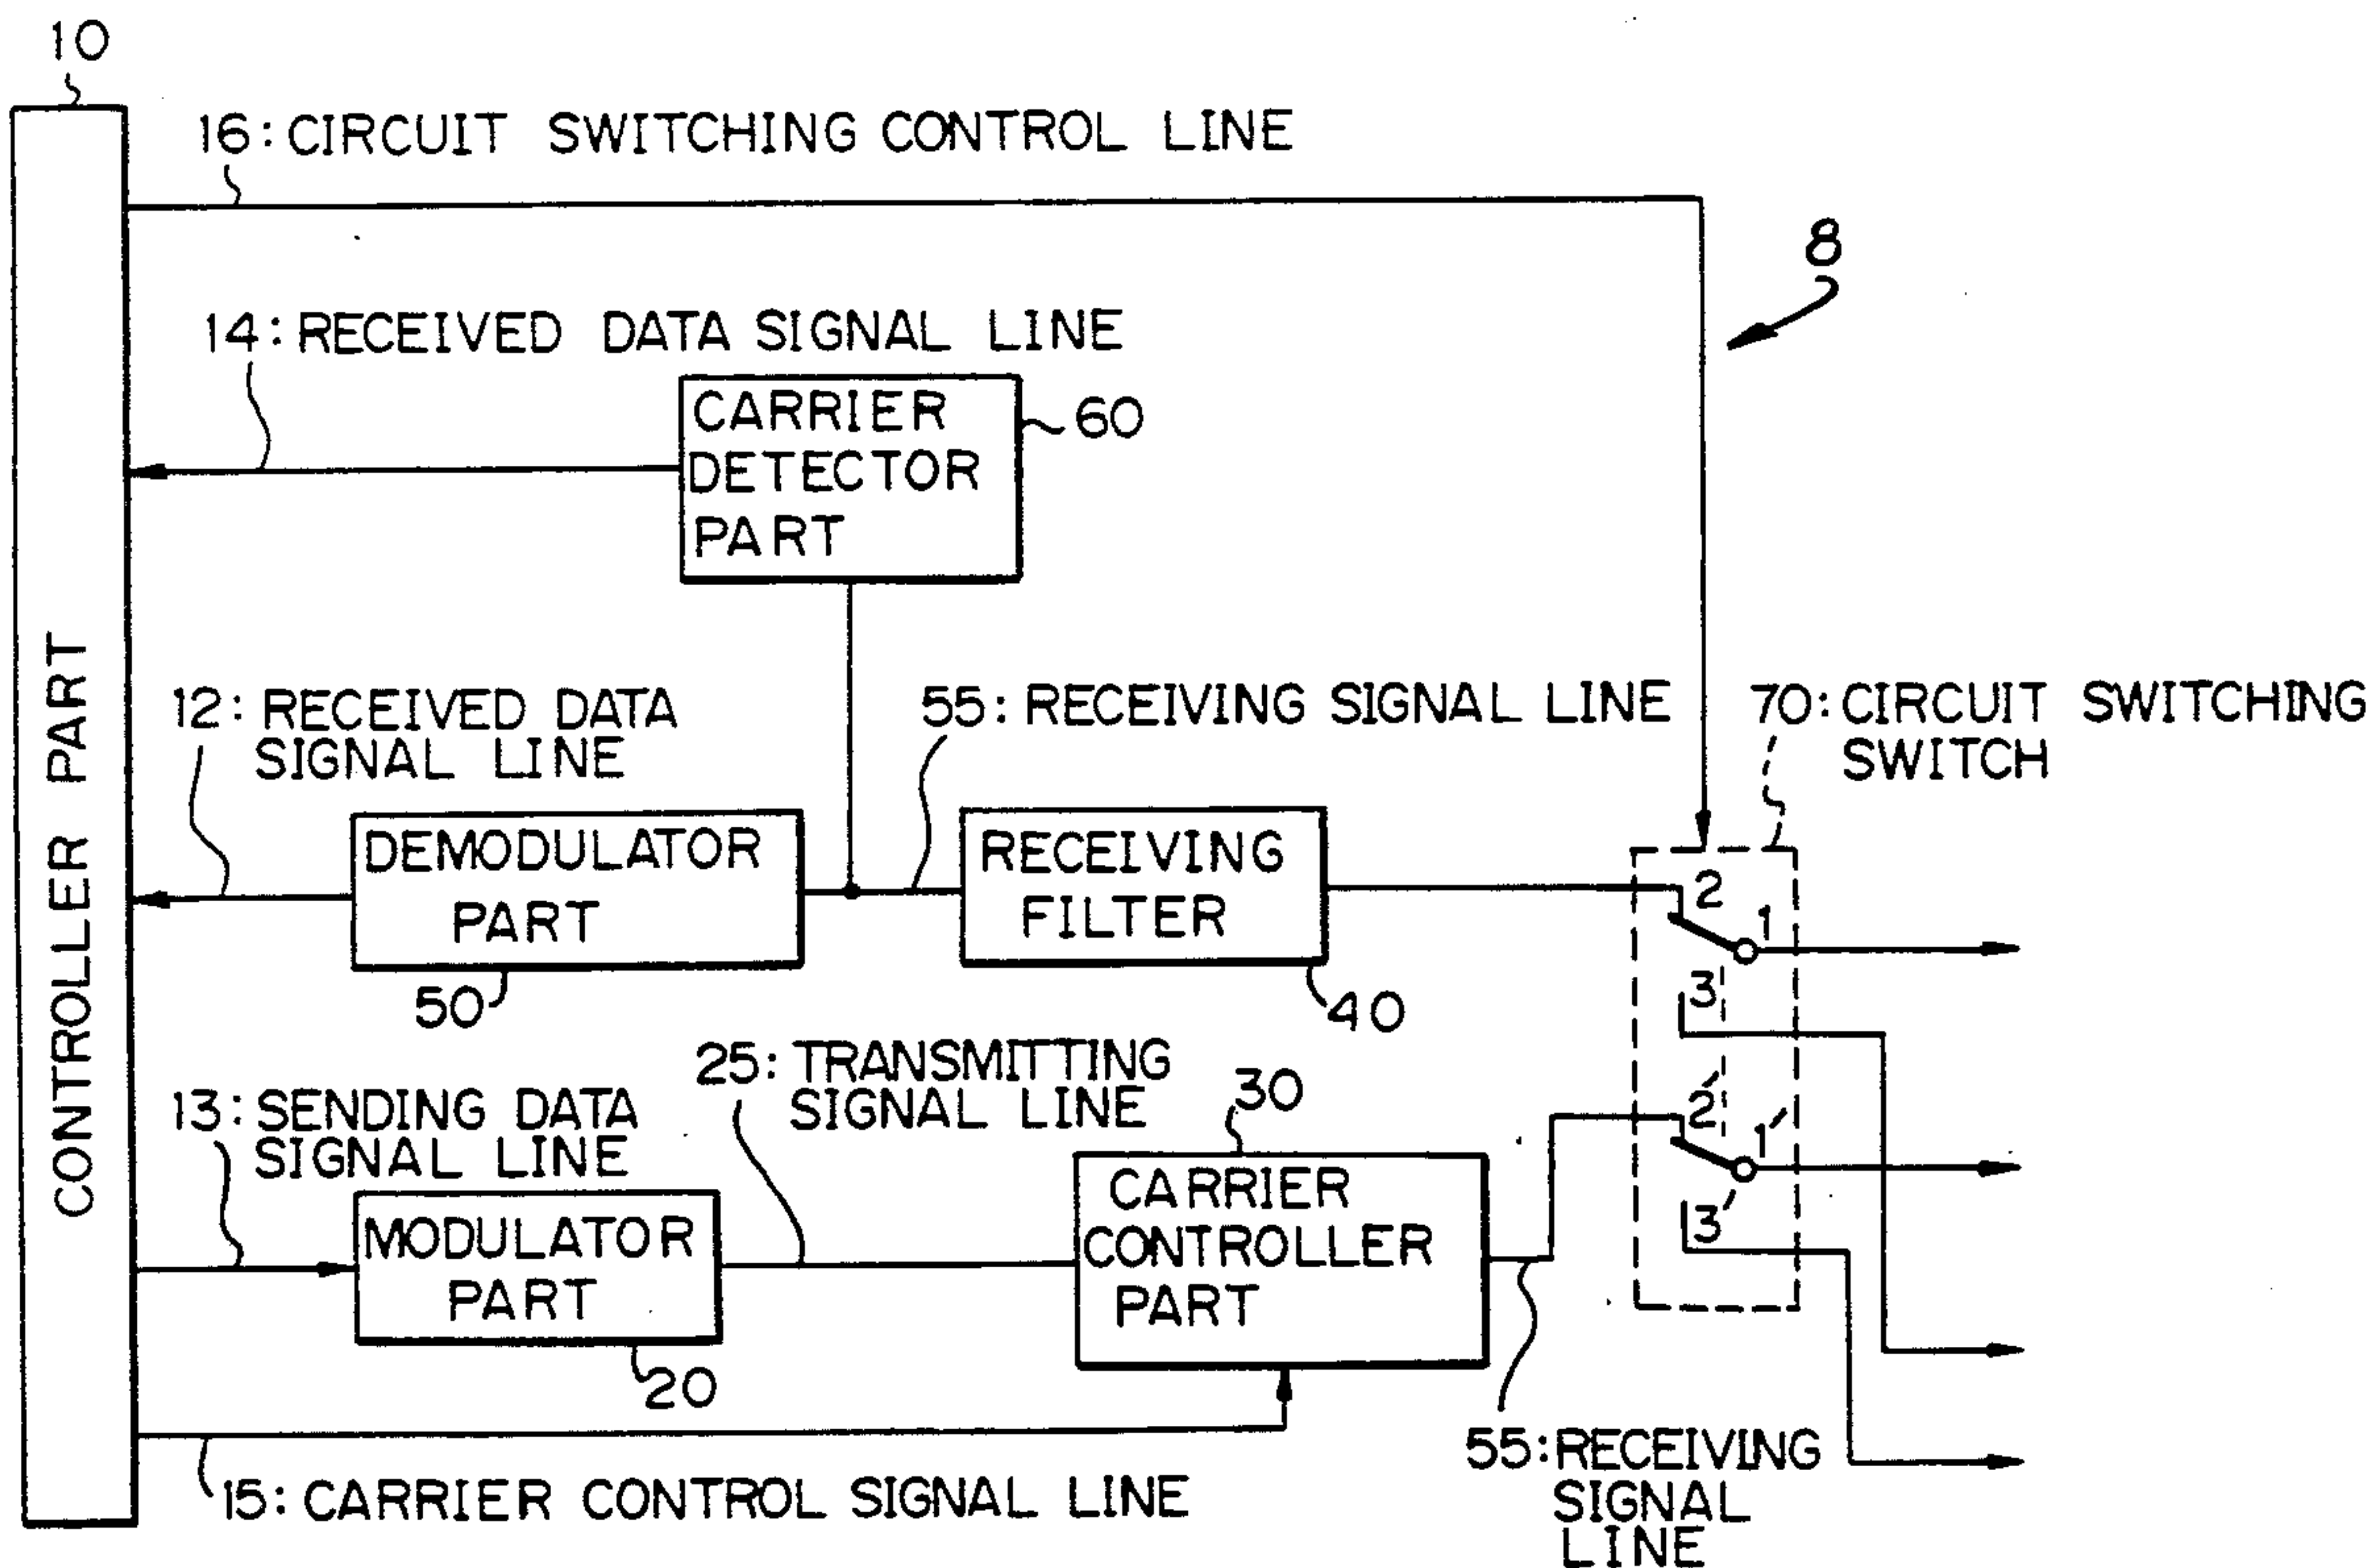 10
16: CIRCUIT SWITCHING CONTROL LINE
8
14: RECEIVED DATA SIGNAL LINE
CARRIER
DETECTOR
PART
60
CONTROLLER PART
12: RECEIVED DATA
SIGNAL LINE
55: RECEIVING SIGNAL LINE
70: CIRCUIT SWITCHING
SWITCH
DEMODULATOR
PART
50
RECEIVING
FILTER
40
2
1
3
2'
1'
3'
13: SENDING DATA
SIGNAL LINE
25: TRANSMITTING
SIGNAL LINE
30
MODULATOR
PART
20
CARRIER
CONTROLLER
PART
15: CARRIER CONTROL SIGNAL LINE
55: RECEIVING
SIGNAL
LINE